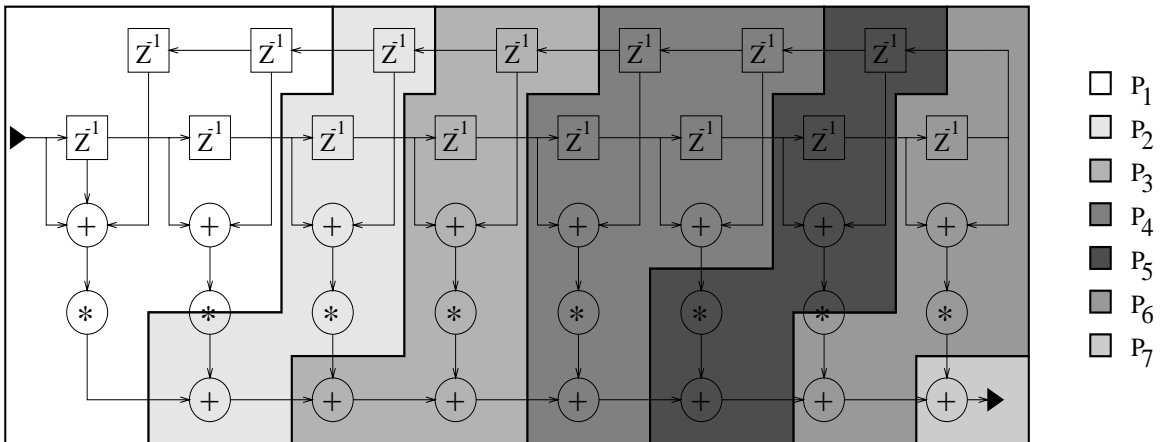 Z⁻¹ Z⁻¹ Z⁻¹ Z⁻¹ Z⁻¹ Z⁻¹ Z⁻¹
Z⁻¹ Z⁻¹ Z⁻¹ Z⁻¹ Z⁻¹ Z⁻¹ Z⁻¹ Z⁻¹
+ + + + + + + +
* * * * * * * *
+ + + + + + +
P₁
P₂
P₃
P₄
P₅
P₆
P₇